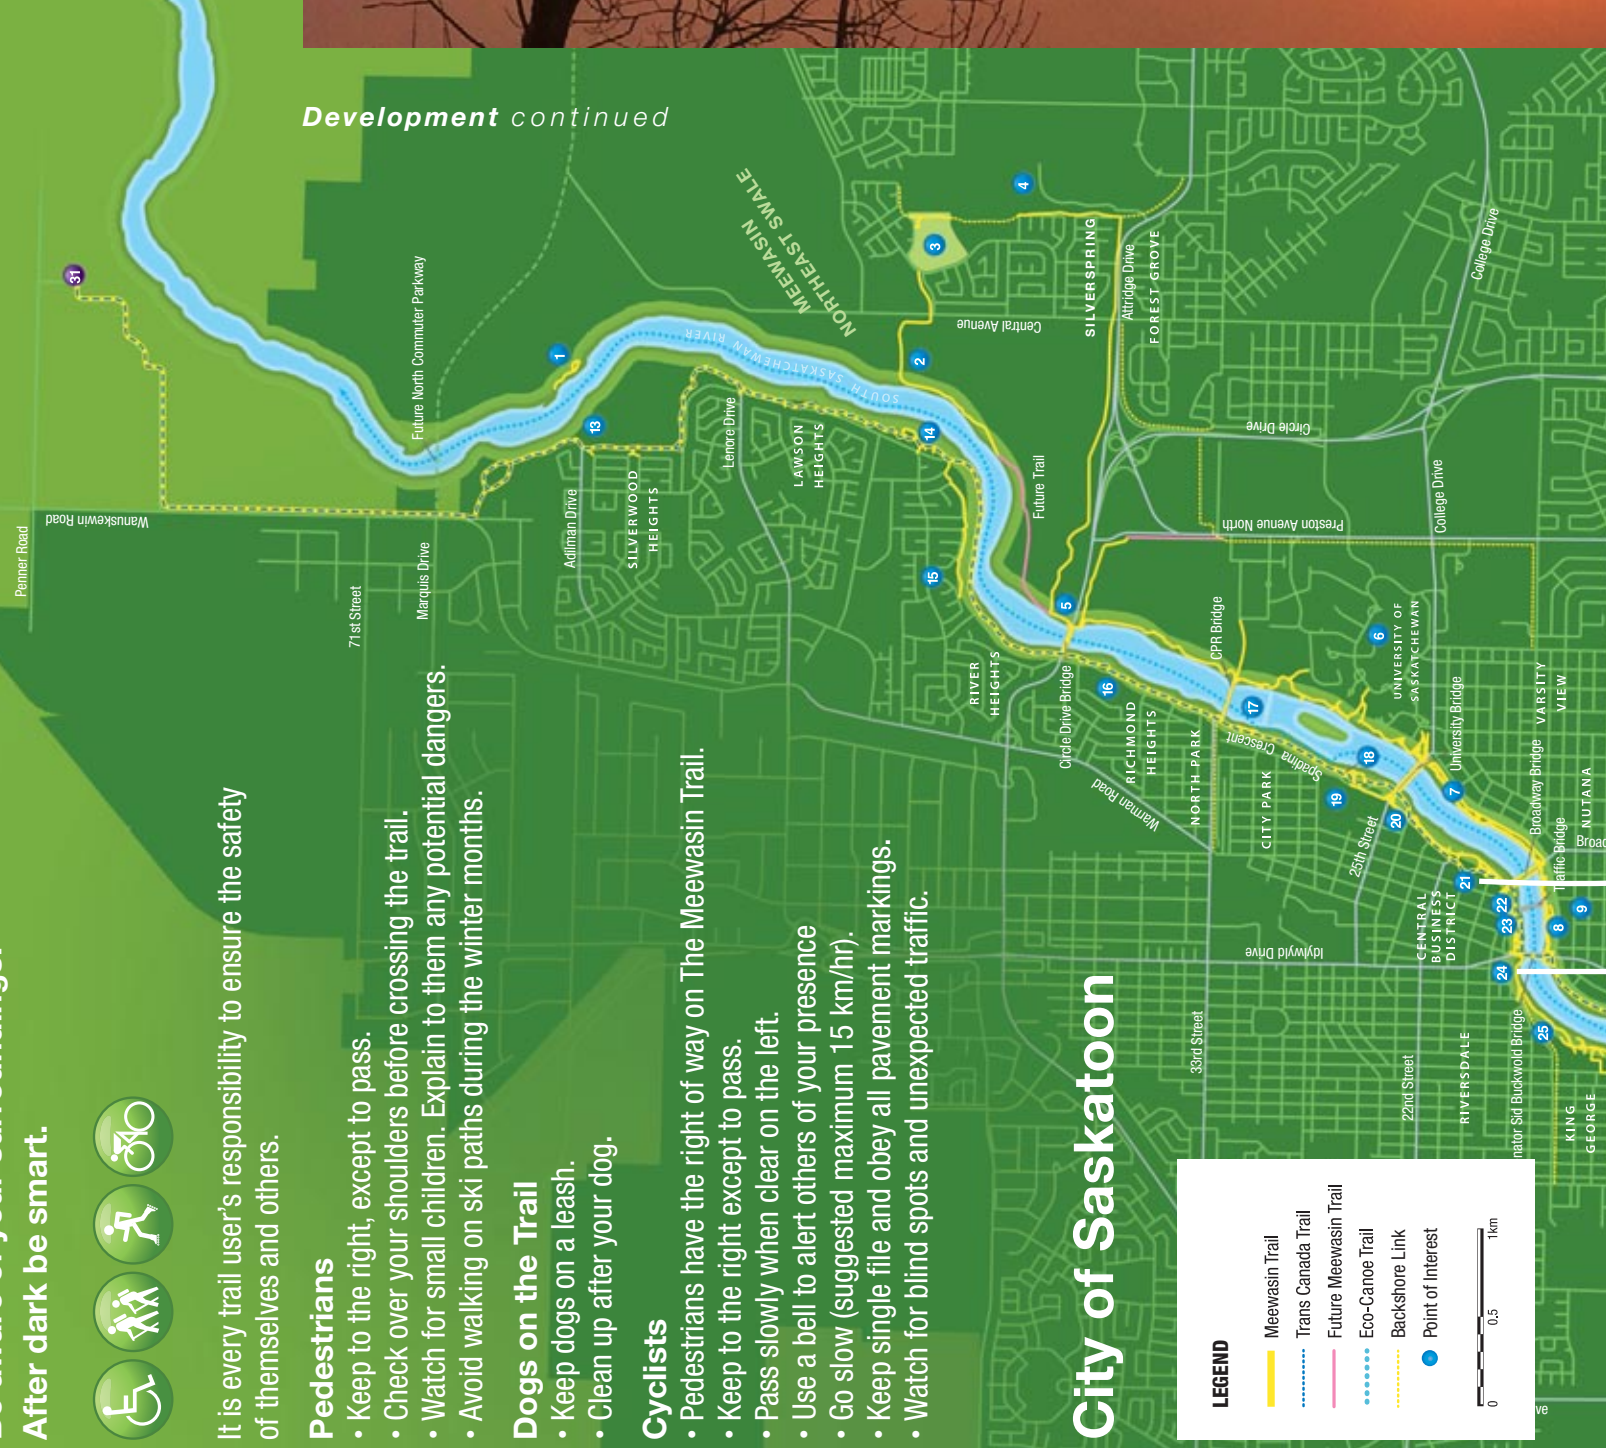 Development continued
After dark be smart.
It is every trail user's responsibility to ensure the safety
of themselves and others.
Pedestrians
• Keep to the right, except to pass.
• Check over your shoulders before crossing the trail.
• Watch for small children. Explain to them any potential dangers.
• Avoid walking on ski paths during the winter months.
Dogs on the Trail
• Keep dogs on a leash.
• Clean up after your dog.
Cyclists
• Pedestrians have the right of way on The Meewasin Trail.
• Keep to the right except to pass.
• Pass slowly when clear on the left.
• Use a bell to alert others of your presence
• Go slow (suggested maximum 15 km/hr).
• Keep single file and obey all pavement markings.
• Watch for blind spots and unexpected traffic.
City of Saskatoon
LEGEND
Meewasin Trail
Trans Canada Trail
Future Meewasin Trail
Eco-Canoe Trail
Backshore Link
Point of Interest
0 0.5 1km
Penner Road
Wanuskewin Road
71st Street
Marquis Drive
Future North Commuter Parkway
Adilman Drive
SILVERWOOD
HEIGHTS
Lenore Drive
LAWSON
HEIGHTS
SOUTH SASKATCHEWAN RIVER
MEEWASIN
NORTHEAST SWALE
Central Avenue
SILVERSPRING
Attridge Drive
FOREST GROVE
Future Trail
Circle Drive
College Drive
College Drive
Preston Avenue North
RIVER
HEIGHTS
Circle Drive Bridge
RICHMOND
HEIGHTS
Warman Road
NORTH PARK
CPR Bridge
Spadina Crescent
CITY PARK
UNIVERSITY OF
SASKATCHEWAN
University Bridge
VARSITY
VIEW
25th Street
Broadway Bridge
Traffic Bridge
NUTANA
Broad
CENTRAL
BUSINESS
DISTRICT
Idylwyld Drive
33rd Street
22nd Street
RIVERSDALE
nator Sid Buckwold Bridge
KING
GEORGE
ve
31
1
2
3
4
5
6
7
8
9
13
14
15
16
17
18
19
20
21
22
23
24
25